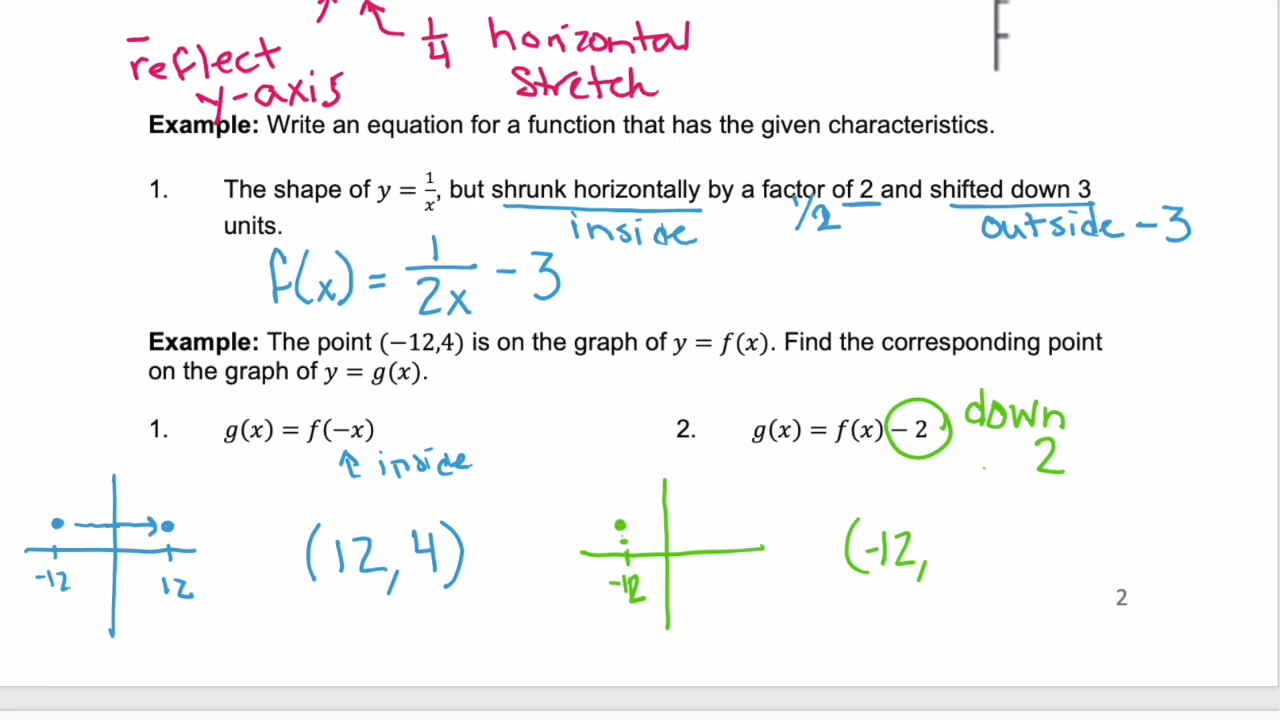 1/4 horizontal
reflect stretch
y-axis
Example: Write an equation for a function that has the given characteristics.
1. The shape of y = 1/x, but shrunk horizontally by a factor of 2 and shifted down 3
units. inside 1/2 outside -3
f(x) = 1/(2x) - 3
Example: The point (−12,4) is on the graph of y = f(x). Find the corresponding point
on the graph of y = g(x).
1. g(x) = f(−x) 2. g(x) = f(x) − 2 down
↑ inside 2
(12, 4) (-12,
-12 12 -12
2